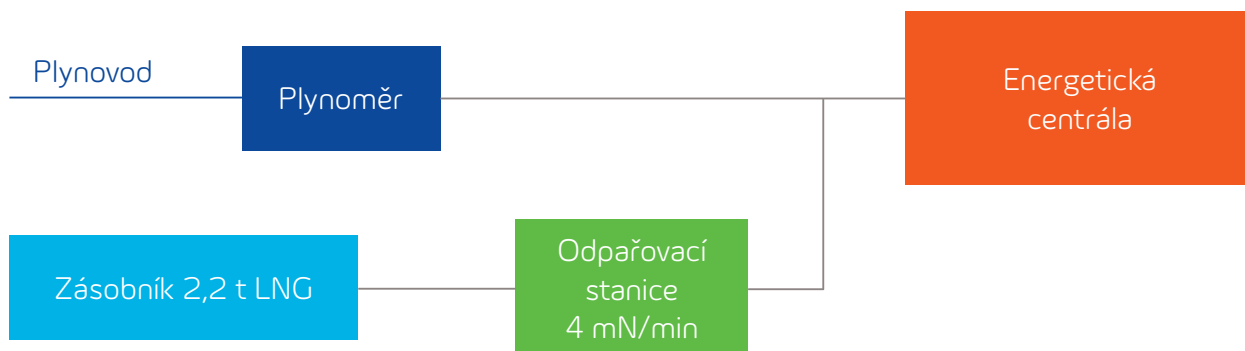 Plynovod
Plynoměr
Energetická
centrála
Zásobník 2,2 t LNG
Odpařovací
stanice
4 mN/min